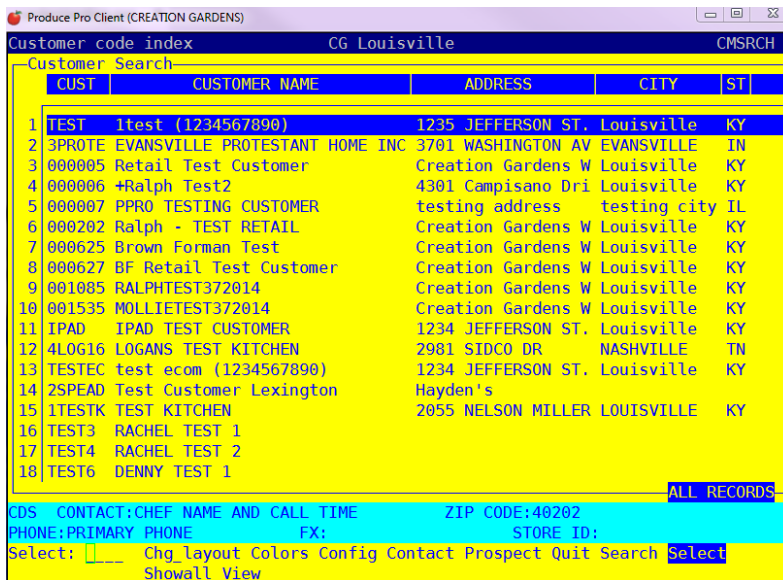 Produce Pro Client (CREATION GARDENS)
Customer code index CG Louisville CMSRCH
Customer Search
CUST CUSTOMER NAME ADDRESS CITY ST
1 TEST 1test (1234567890) 1235 JEFFERSON ST. Louisville KY
2 3PROTE EVANSVILLE PROTESTANT HOME INC 3701 WASHINGTON AV EVANSVILLE IN
3 000005 Retail Test Customer Creation Gardens W Louisville KY
4 000006 +Ralph Test2 4301 Campisano Dri Louisville KY
5 000007 PPRO TESTING CUSTOMER testing address testing city IL
6 000202 Ralph - TEST RETAIL Creation Gardens W Louisville KY
7 000625 Brown Forman Test Creation Gardens W Louisville KY
8 000627 BF Retail Test Customer Creation Gardens W Louisville KY
9 001085 RALPHTEST372014 Creation Gardens W Louisville KY
10 001535 MOLLIETEST372014 Creation Gardens W Louisville KY
11 IPAD IPAD TEST CUSTOMER 1234 JEFFERSON ST. Louisville KY
12 4LOG16 LOGANS TEST KITCHEN 2981 SIDCO DR NASHVILLE TN
13 TESTEC test ecom (1234567890) 1234 JEFFERSON ST. Louisville KY
14 2SPEAD Test Customer Lexington Hayden's
15 1TESTK TEST KITCHEN 2055 NELSON MILLER LOUISVILLE KY
16 TEST3 RACHEL TEST 1
17 TEST4 RACHEL TEST 2
18 TEST6 DENNY TEST 1
ALL RECORDS
CDS CONTACT:CHEF NAME AND CALL TIME ZIP CODE:40202
PHONE:PRIMARY PHONE FX: STORE ID:
Select: ____ Chg_layout Colors Config Contact Prospect Quit Search Select
Showall View